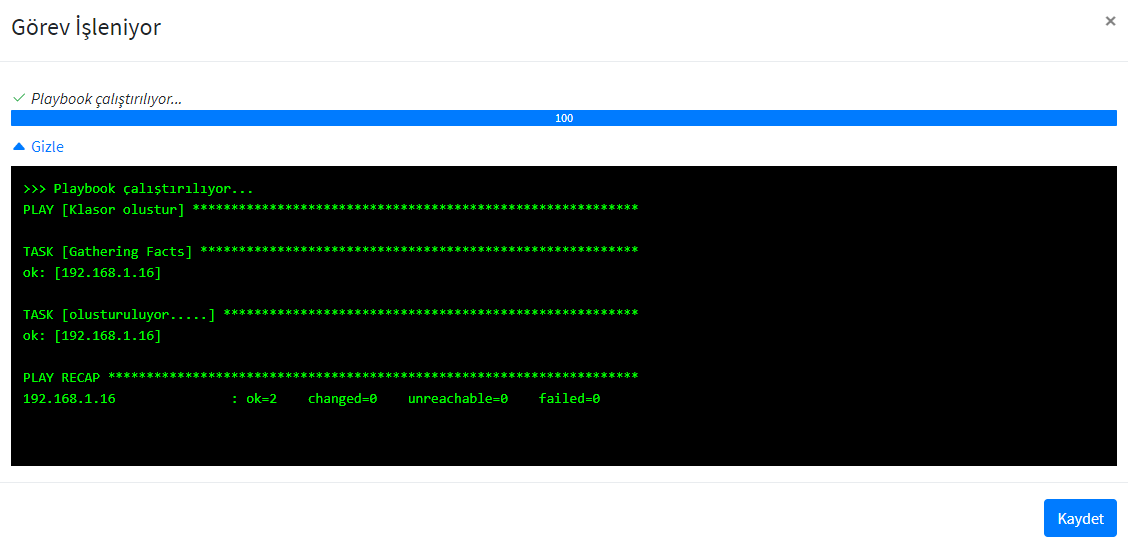 Görev İşleniyor
×
Playbook çalıştırılıyor...
100
Gizle
>>> Playbook çalıştırılıyor...
PLAY [Klasor olustur] **********************************************************
TASK [Gathering Facts] *********************************************************
ok: [192.168.1.16]
TASK [olusturuluyor.....] ******************************************************
ok: [192.168.1.16]
PLAY RECAP *********************************************************************
192.168.1.16 : ok=2 changed=0 unreachable=0 failed=0
Kaydet